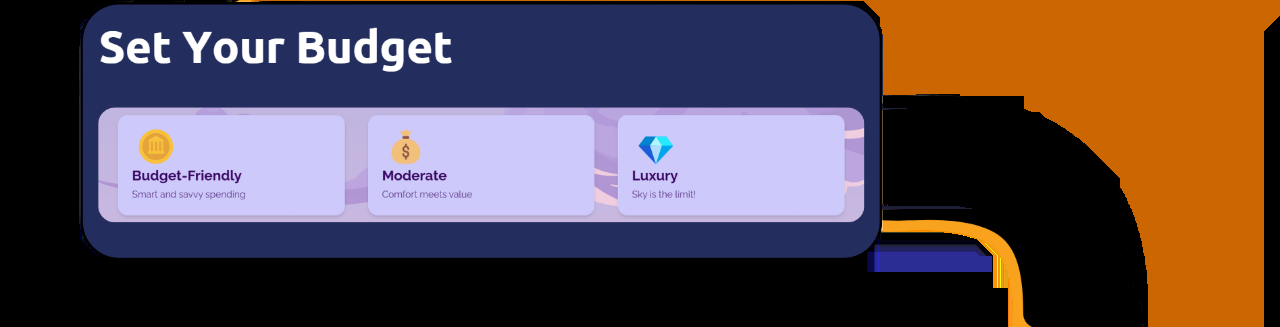 Set Your Budget
Budget-Friendly
Smart and savvy spending
Moderate
$
Comfort meets value
Luxury
Sky is the limit!